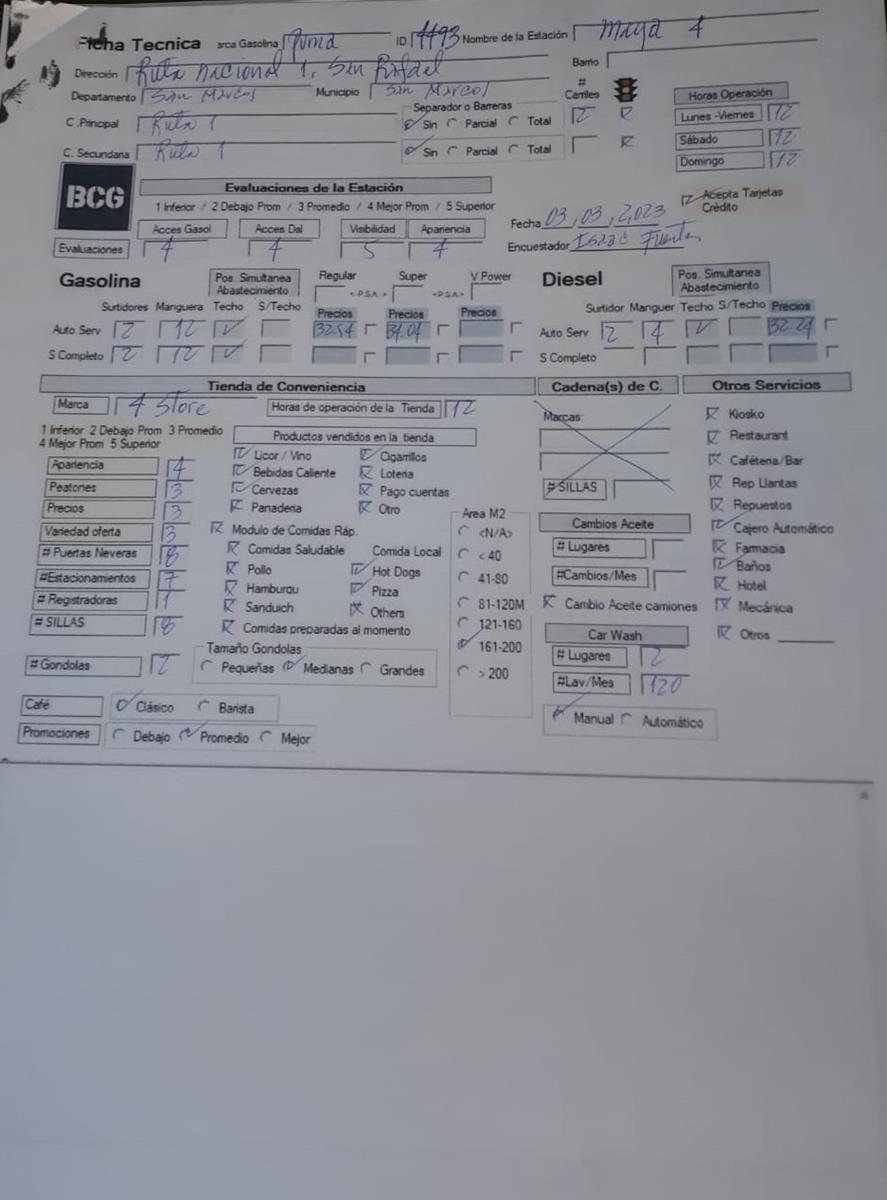 Ficha Tecnica arca Gasolina Puma ID 4493 Nombre de la Estación Maya 4
Dirección Ruta Nacional 1, San Rafael Barrio
Departamento San Marcos Municipio San Marcos # Carriles Horas Operación
Separador o Barreras
C .Principal Ruta 1 Sin Parcial Total 2 Lunes -Viernes 12
C. Secundaria Ruta 1 Sin Parcial Total Sábado 12
Domingo 12
BCG Evaluaciones de la Estación
1 Inferior / 2 Debajo Prom / 3 Promedio / 4 Mejor Prom / 5 Superior
Acepta Tarjetas Crédito
Acces Gasol Acces Dsl Visibilidad Apariencia Fecha 03, 03, 2,023
Evaluaciones 4 4 5 4 Encuestador Isaac
Gasolina Pos. Simultanea Abastecimiento Regular Super V Power Diesel Pos. Simultanea Abastecimiento
< P.S.A. > <P.S.A.>
Surtidores Manguera Techo S/Techo Precios Precios Precios Surtidor Manguer Techo S/Techo Precios
Auto Serv 2 12 32.54 34.04 Auto Serv 2 4 32.24
S Completo 2 12 S Completo
Tienda de Conveniencia Cadena(s) de C. Otros Servicios
Marca 4 Store Horas de operación de la Tienda 12 Marcas: Kiosko
1 Inferior 2 Debajo Prom 3 Promedio
4 Mejor Prom 5 Superior
Productos vendidos en la tienda Restaurant
Licor / Vino Cigarrillos Cafétería/Bar
Apariencia 4 Bebidas Caliente Loteria
Peatones 3 Cervezas Pago cuentas # SILLAS Rep Llantas
Precios 3 Panaderia Otro Area M2 Repuestos
Variedad oferta 3 Modulo de Comidas Ráp. <N/A> Cambios Aceite Cajero Automático
# Puertas Neveras 8 Comidas Saludable Comida Local < 40 # Lugares Farmacia
#Estacionamientos 7 Pollo Hot Dogs 41-80 #Cambios/Mes Baños
# Registradoras 1 Hamburgu Pizza Hotel
# SILLAS 8 Sanduich Others 81-120M Cambio Aceite camiones Mecánica
Comidas preparadas al momento 121-160 Car Wash Otros
# Gondolas 2 Tamaño Gondolas 161-200 # Lugares 2
Pequeñas Medianas Grandes > 200 #Lav/Mes 120
Café Clásico Barista Manual Automático
Promociones Debajo Promedio Mejor